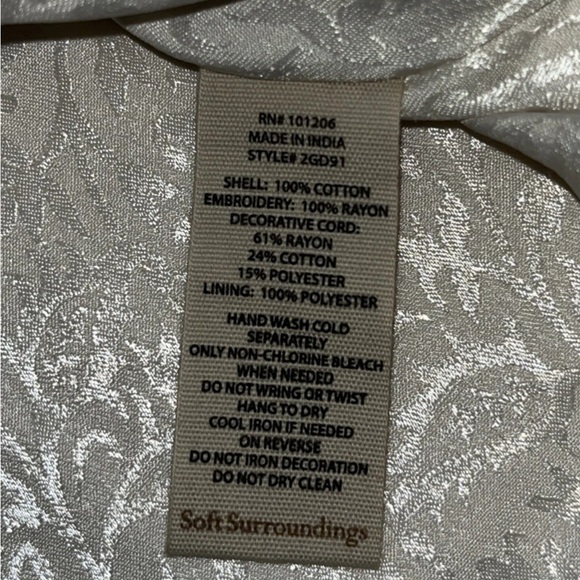 RN# 101206
MADE IN INDIA
STYLE# 2GD91
SHELL: 100% COTTON
EMBROIDERY: 100% RAYON
DECORATIVE CORD:
61% RAYON
24% COTTON
15% POLYESTER
LINING: 100% POLYESTER
HAND WASH COLD
SEPARATELY
ONLY NON-CHLORINE BLEACH
WHEN NEEDED
DO NOT WRING OR TWIST
HANG TO DRY
COOL IRON IF NEEDED
ON REVERSE
DO NOT IRON DECORATION
DO NOT DRY CLEAN
Soft Surroundings